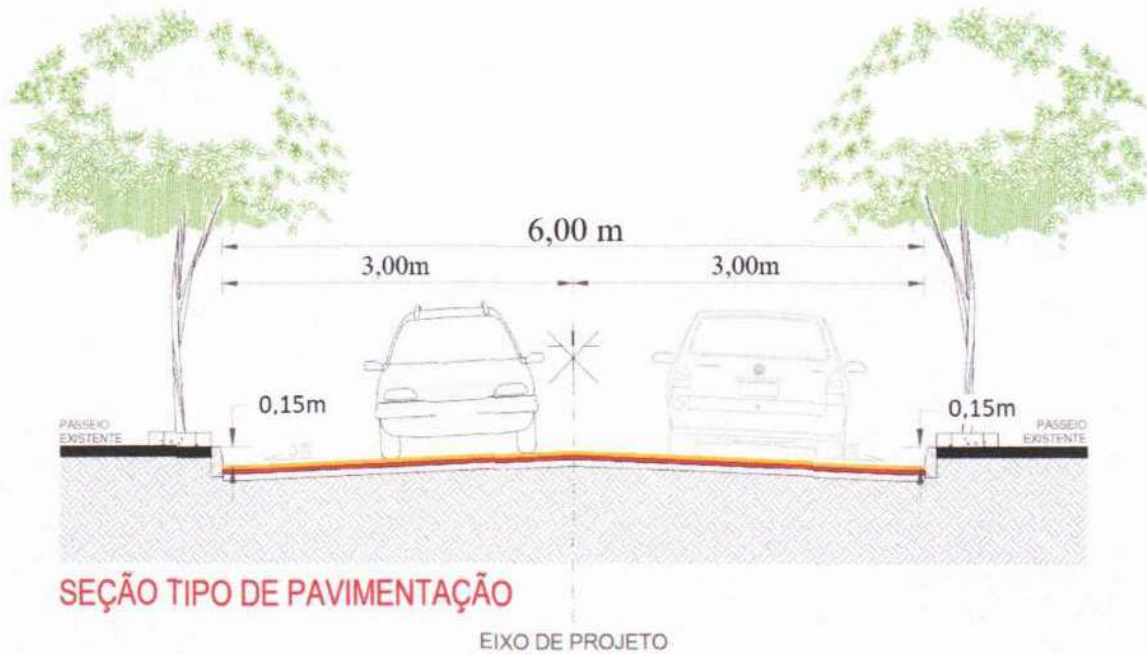 6,00 m
3,00m
3,00m
0,15m
0,15m
PASSEIO
EXISTENTE
PASSEIO
EXISTENTE
SEÇÃO TIPO DE PAVIMENTAÇÃO
EIXO DE PROJETO